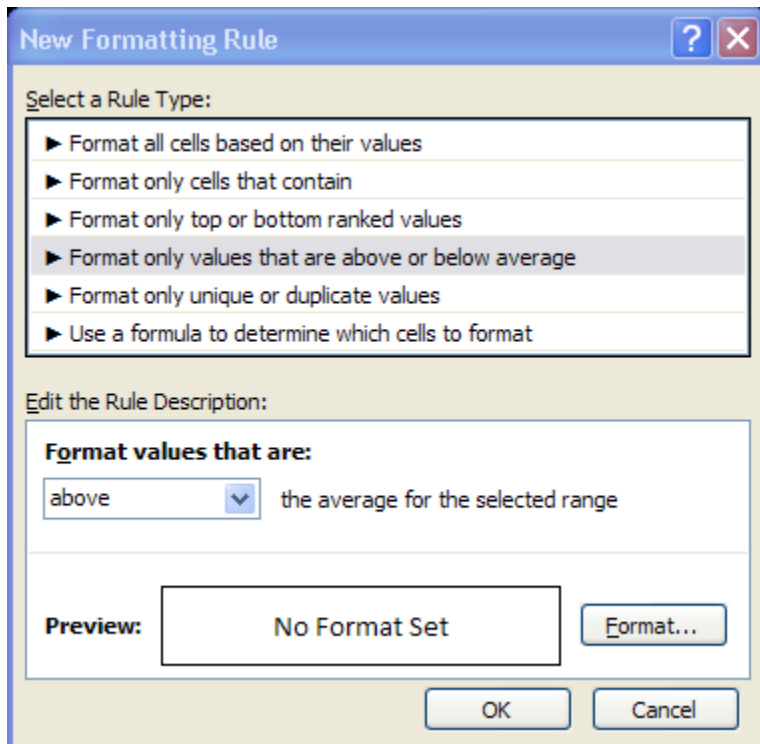 New Formatting Rule
Select a Rule Type:
► Format all cells based on their values
► Format only cells that contain
► Format only top or bottom ranked values
► Format only values that are above or below average
► Format only unique or duplicate values
► Use a formula to determine which cells to format
Edit the Rule Description:
Format values that are:
above the average for the selected range
Preview: No Format Set Format...
OK Cancel